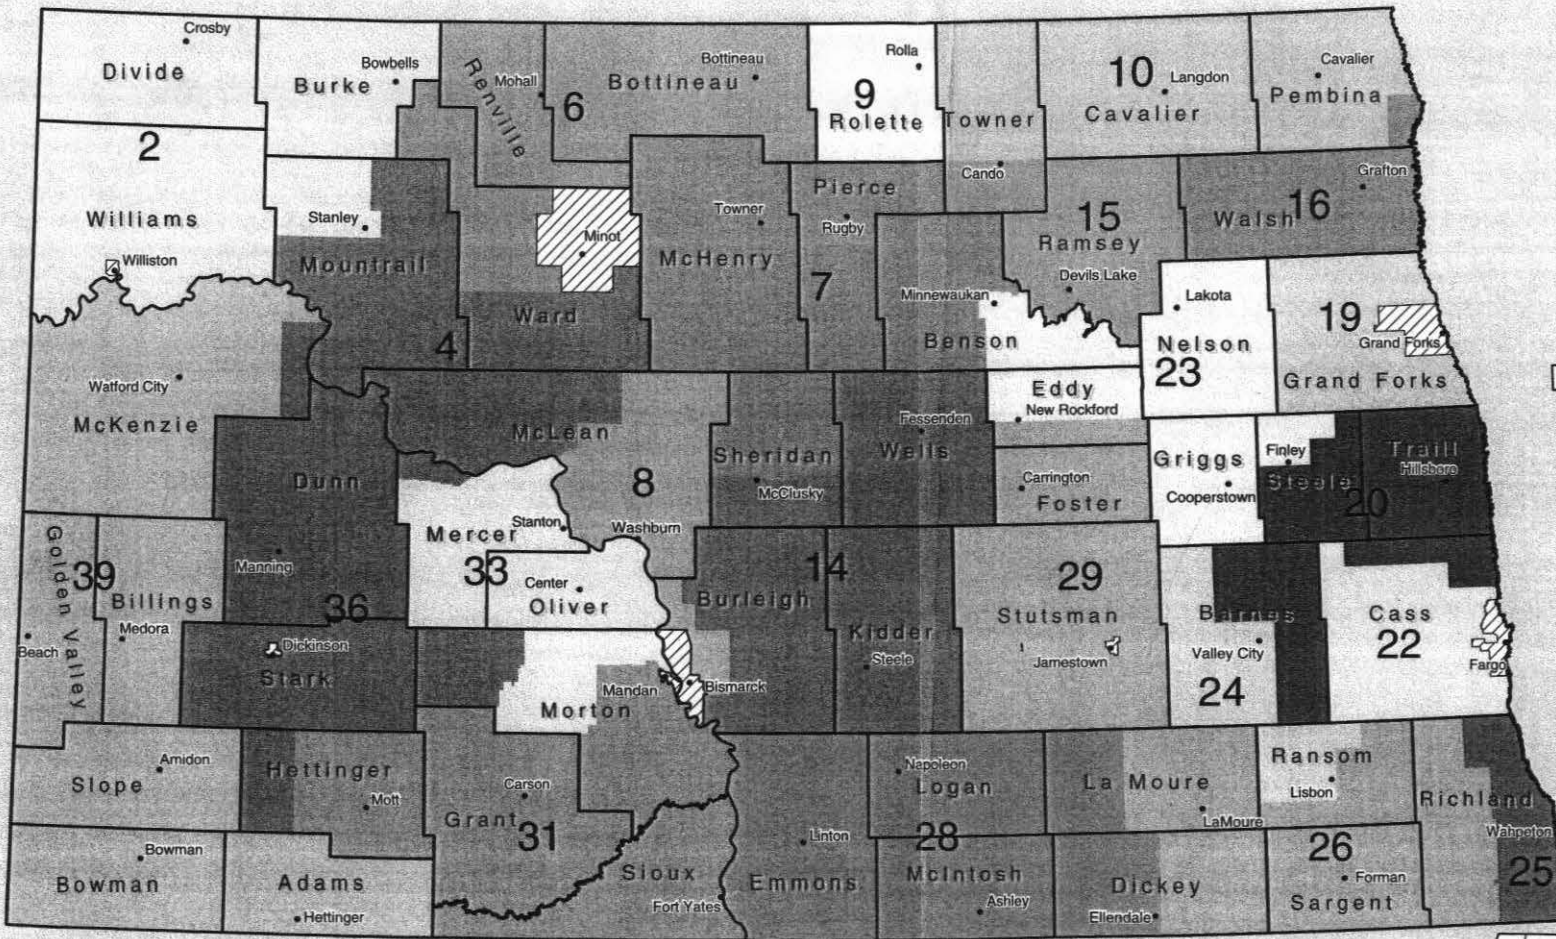 Crosby
Divide
Bowbells
Burke
Renville
Mohall
6
Bottineau
Bottineau
Rolla
9
Rolette
Towner
10
Langdon
Cavalier
Cavalier
Pembina
2
Williams
Williston
Stanley
Mountrail
Minot
Ward
Towner
McHenry
Pierce
Rugby
7
Cando
15
Ramsey
Devils Lake
Grafton
Walsh
16
Minnewaukan
Benson
Lakota
Nelson
23
19
Grand Forks
Grand Forks
4
Watford City
McKenzie
McLean
8
Washburn
Sheridan
McClusky
Fessenden
Wells
Eddy
New Rockford
Carrington
Foster
Griggs
Cooperstown
Finley
Steele
Traill
Hillsboro
20
Dunn
Manning
36
Mercer
Stanton
33
Center
Oliver
Golden Valley
39
Billings
Medora
Beach
Dickinson
Stark
Burleigh
14
Kidder
Steele
29
Stutsman
Jamestown
Barnes
Valley City
24
Cass
22
Fargo
Mandan
Bismarck
Morton
Amidon
Slope
Hettinger
Mott
Carson
Grant
31
Napoleon
Logan
La Moure
LaMoure
Ransom
Lisbon
Richland
Wahpeton
25
Bowman
Bowman
Adams
Hettinger
Sioux
Fort Yates
Linton
Emmons
28
McIntosh
Ashley
Dickey
Ellendale
26
Forman
Sargent